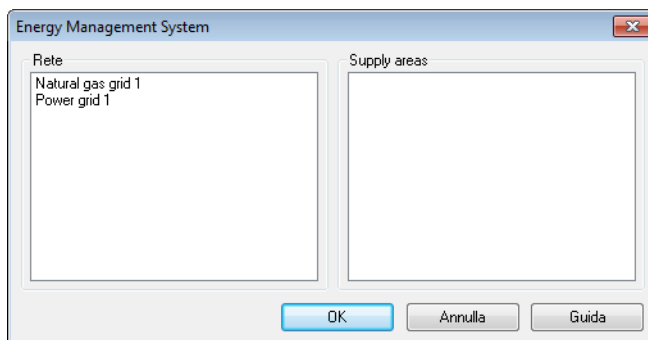 Energy Management System
Rete
Supply areas
Natural gas grid 1
Power grid 1
OK
Annulla
Guida